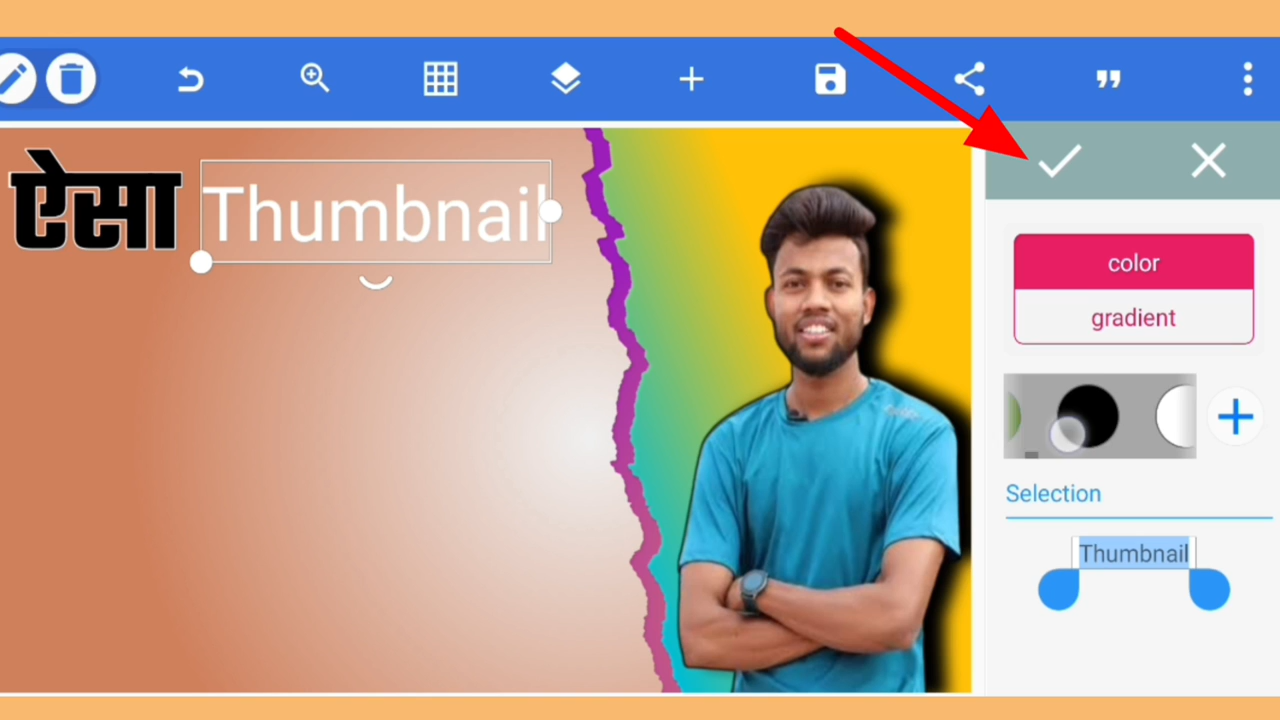 ऐसा Thumbnail
color
gradient
Selection
Thumbnail